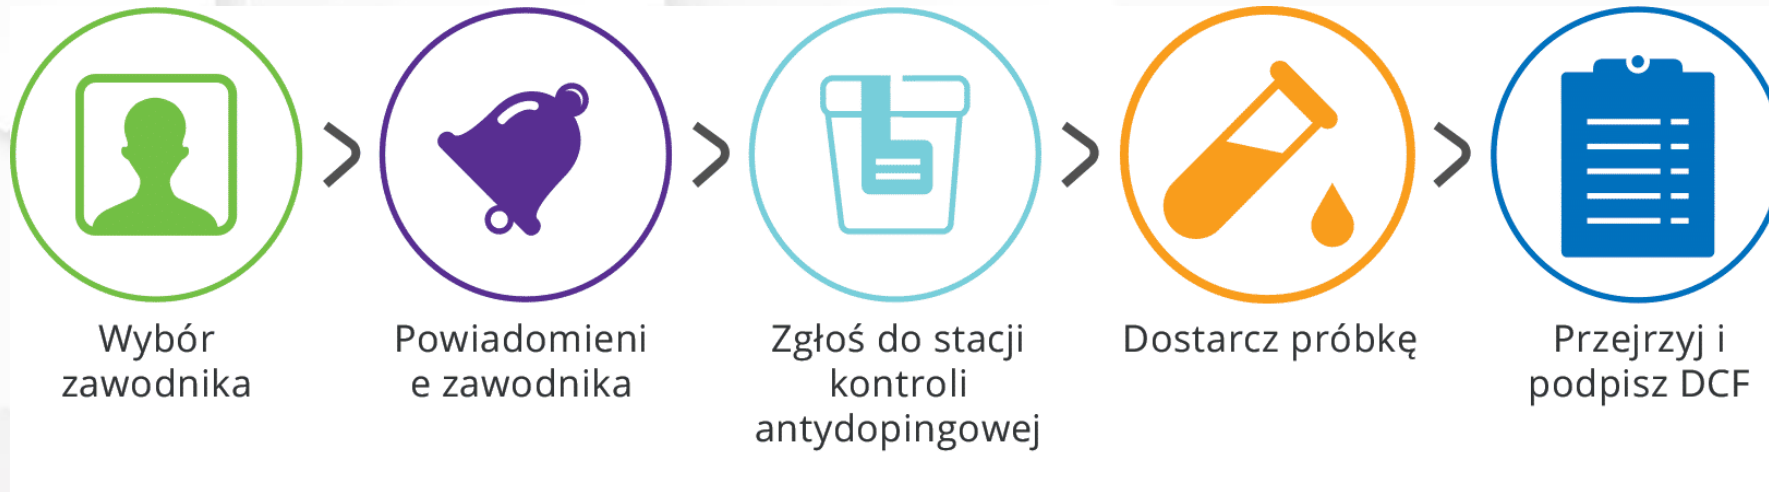 Wybór
zawodnika
Powiadomieni
e zawodnika
Zgłoś do stacji
kontroli
antydopingowej
Dostarcz próbkę
Przejrzyj i
podpisz DCF